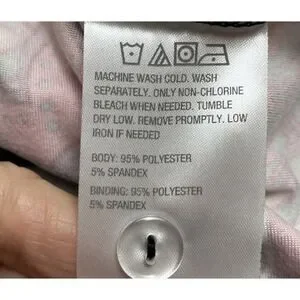 MACHINE WASH COLD. WASH
SEPARATELY. ONLY NON-CHLORINE
BLEACH WHEN NEEDED. TUMBLE
DRY LOW. REMOVE PROMPTLY. LOW
IRON IF NEEDED
BODY: 95% POLYESTER
5% SPANDEX
BINDING: 95% POLYESTER
5% SPANDEX